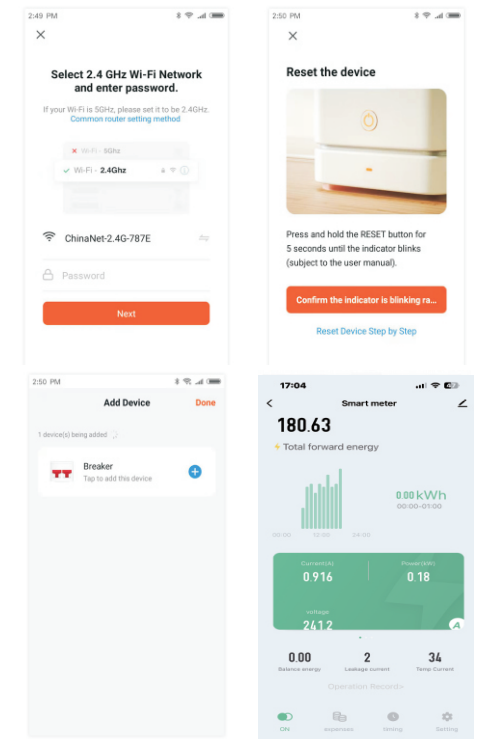 2:49 PM
Select 2.4 GHz Wi-Fi Network
and enter password.
If your Wi-Fi is 5GHz, please set it to be 2.4GHz.
Common router setting method
Wi-Fi - 5Ghz
Wi-Fi - 2.4Ghz
ChinaNet-2.4G-787E
Password
Next
2:50 PM
Reset the device
Press and hold the RESET button for
5 seconds until the indicator blinks
(subject to the user manual).
Confirm the indicator is blinking ra...
Reset Device Step by Step
2:50 PM
Add Device
Done
1 device(s) being added
Breaker
Tap to add this device
17:04
Smart meter
180.63
Total forward energy
0.00 kWh
00:00-01:00
00:00 12:00 24:00
Current(A)
Power(kW)
0.916
0.18
voltage
241.2
A
0.00
2
34
Balance energy
Leakage current
Temp Current
Operation Record>
ON
expenses
timing
Setting